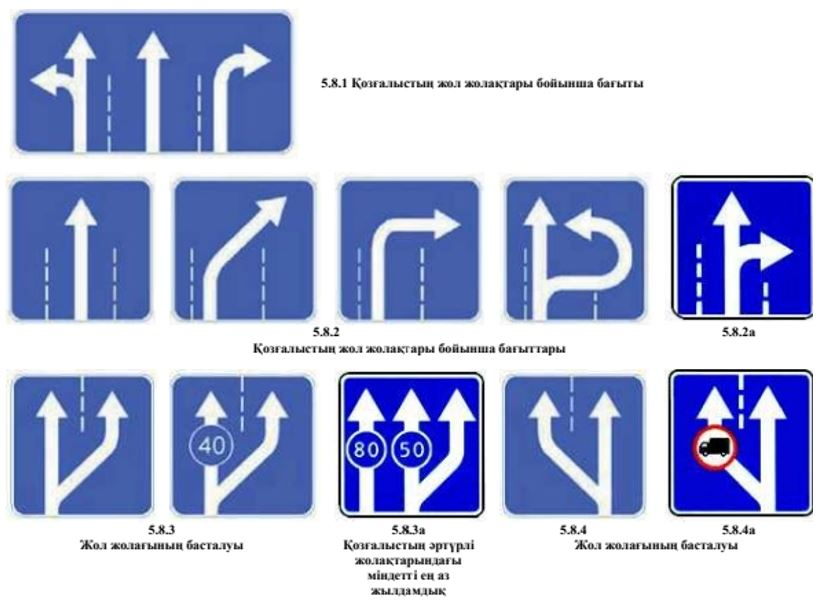 5.8.1 Қозғалыстың жол жолақтары бойынша бағыты
5.8.2
5.8.2а
Қозғалыстың жол жолақтары бойынша бағыттары
40
80 50
5.8.3
Жол жолағының басталуы
5.8.3а
Қозғалыстың әртүрлі
жолақтарындағы
міндетті ең аз
жылдамдық
5.8.4
5.8.4а
Жол жолағының басталуы